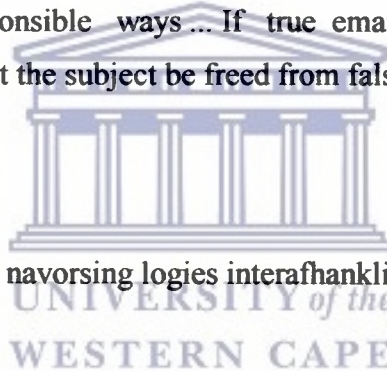 onsible ways ... If true ema
t the subject be freed from fals
navorsing logies interafhankli
UNIVERSITY of the
WESTERN CAPE